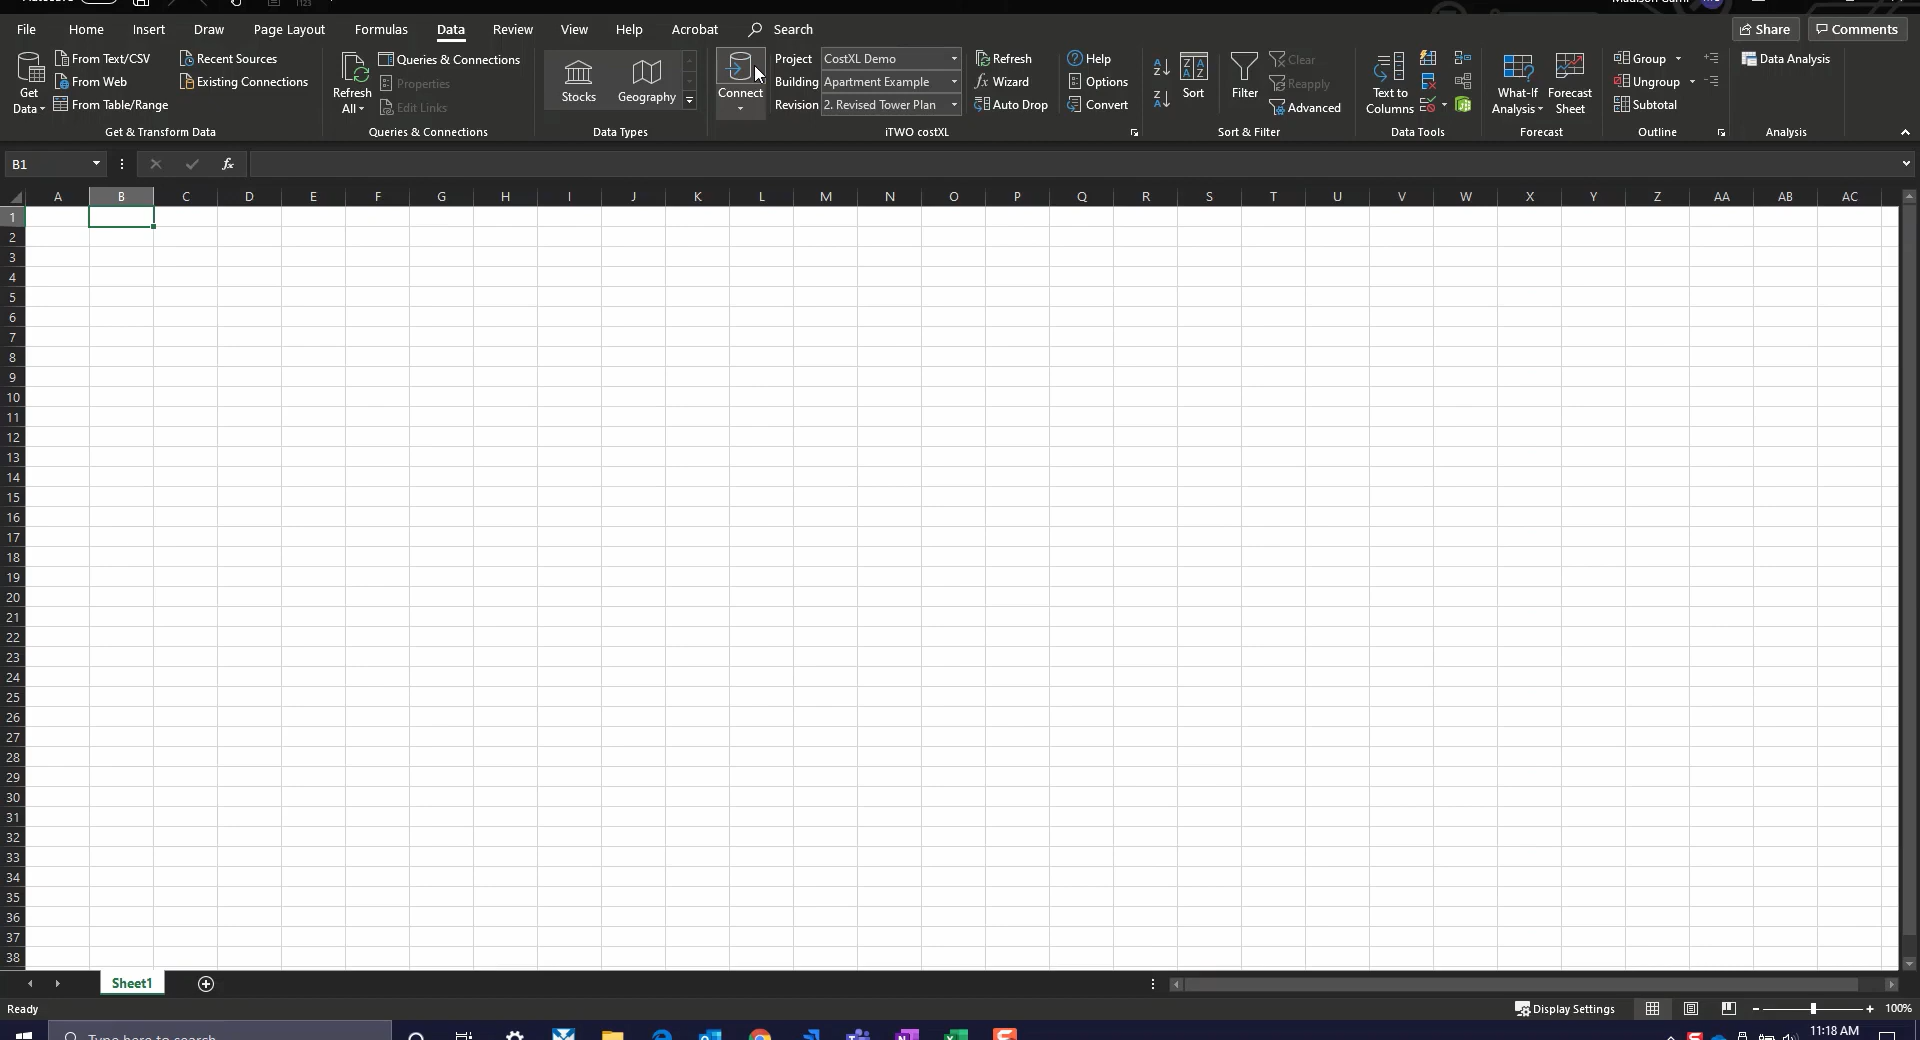 File Home Insert Draw Page Layout Formulas Data Review View Help Acrobat Search Share Comments
Get Data
From Text/CSV
From Web
From Table/Range
Recent Sources
Existing Connections
Get & Transform Data
Refresh All
Queries & Connections
Properties
Edit Links
Queries & Connections
Stocks
Geography
Data Types
Connect
Project CostXL Demo
Building Apartment Example
Revision 2. Revised Tower Plan
Refresh
Wizard
Auto Drop
Help
Options
Convert
iTWO costXL
Sort
Filter
Clear
Reapply
Advanced
Sort & Filter
Text to Columns
Data Tools
What-If Analysis
Forecast Sheet
Forecast
Group
Ungroup
Subtotal
Outline
Data Analysis
Analysis
B1 fx
A B C D E F G H I J K L M N O P Q R S T U V W X Y Z AA AB AC
1
2
3
4
5
6
7
8
9
10
11
12
13
14
15
16
17
18
19
20
21
22
23
24
25
26
27
28
29
30
31
32
33
34
35
36
37
38
Sheet1
Ready Display Settings 100%
Type here to search
11:18 AM